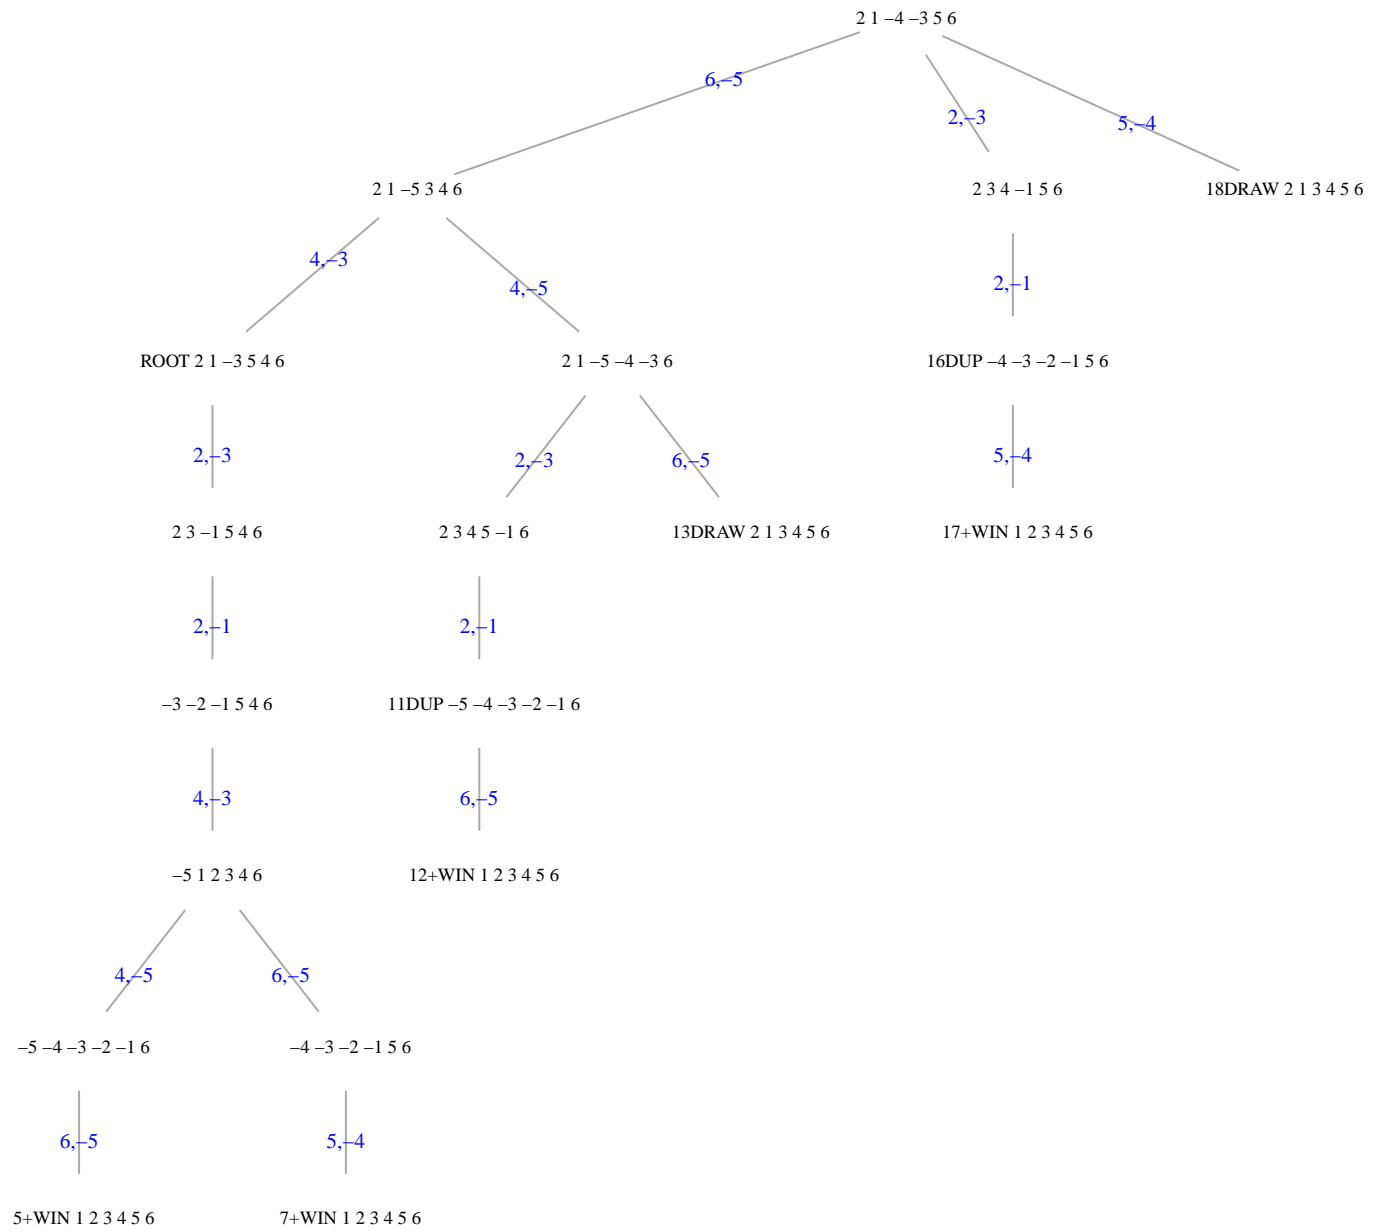 2 1 –4 –3 5 6
6,–5
2,–3
5,–4
2 1 –5 3 4 6
2 3 4 –1 5 6
18DRAW 2 1 3 4 5 6
4,–3
4,–5
2,–1
ROOT 2 1 –3 5 4 6
2 1 –5 –4 –3 6
16DUP –4 –3 –2 –1 5 6
2,–3
2,–3
6,–5
5,–4
2 3 –1 5 4 6
2 3 4 5 –1 6
13DRAW 2 1 3 4 5 6
17+WIN 1 2 3 4 5 6
2,–1
2,–1
–3 –2 –1 5 4 6
11DUP –5 –4 –3 –2 –1 6
4,–3
6,–5
–5 1 2 3 4 6
12+WIN 1 2 3 4 5 6
4,–5
6,–5
–5 –4 –3 –2 –1 6
–4 –3 –2 –1 5 6
6,–5
5,–4
5+WIN 1 2 3 4 5 6
7+WIN 1 2 3 4 5 6